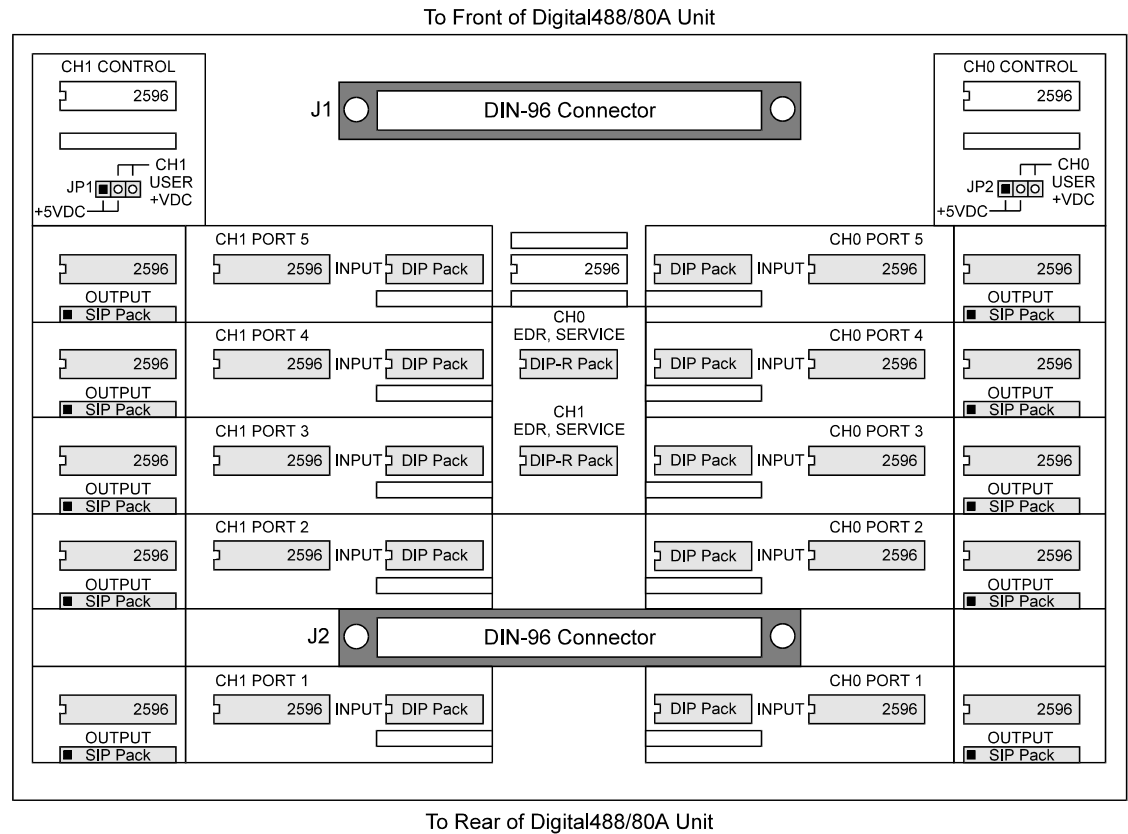 To Front of Digital488/80A Unit
CH1 CONTROL
2596
J1
DIN-96 Connector
CH0 CONTROL
2596
CH1
USER
+VDC
JP1
+5VDC
CH0
USER
+VDC
JP2
+5VDC
2596
OUTPUT
SIP Pack
CH1 PORT 5
2596
INPUT
DIP Pack
2596
CH0 PORT 5
DIP Pack
INPUT
2596
2596
OUTPUT
SIP Pack
2596
OUTPUT
SIP Pack
CH1 PORT 4
2596
INPUT
DIP Pack
CH0
EDR, SERVICE
DIP-R Pack
CH0 PORT 4
DIP Pack
INPUT
2596
2596
OUTPUT
SIP Pack
2596
OUTPUT
SIP Pack
CH1 PORT 3
2596
INPUT
DIP Pack
CH1
EDR, SERVICE
DIP-R Pack
CH0 PORT 3
DIP Pack
INPUT
2596
2596
OUTPUT
SIP Pack
2596
OUTPUT
SIP Pack
CH1 PORT 2
2596
INPUT
DIP Pack
CH0 PORT 2
DIP Pack
INPUT
2596
2596
OUTPUT
SIP Pack
J2
DIN-96 Connector
2596
OUTPUT
SIP Pack
CH1 PORT 1
2596
INPUT
DIP Pack
CH0 PORT 1
DIP Pack
INPUT
2596
2596
OUTPUT
SIP Pack
To Rear of Digital488/80A Unit